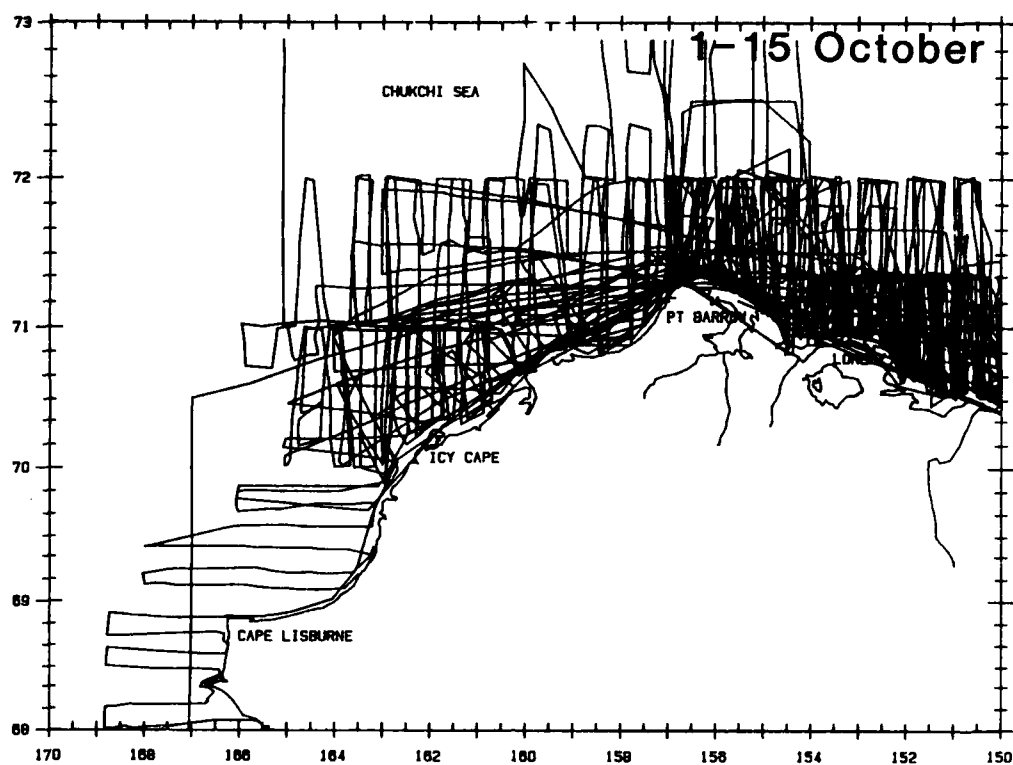 73
1-15 October
CHUKCHI SEA
72
71
PT BARROW
70
ICY CAPE
69
CAPE LISBURNE
68
170 168 166 164 162 160 158 156 154 152 150